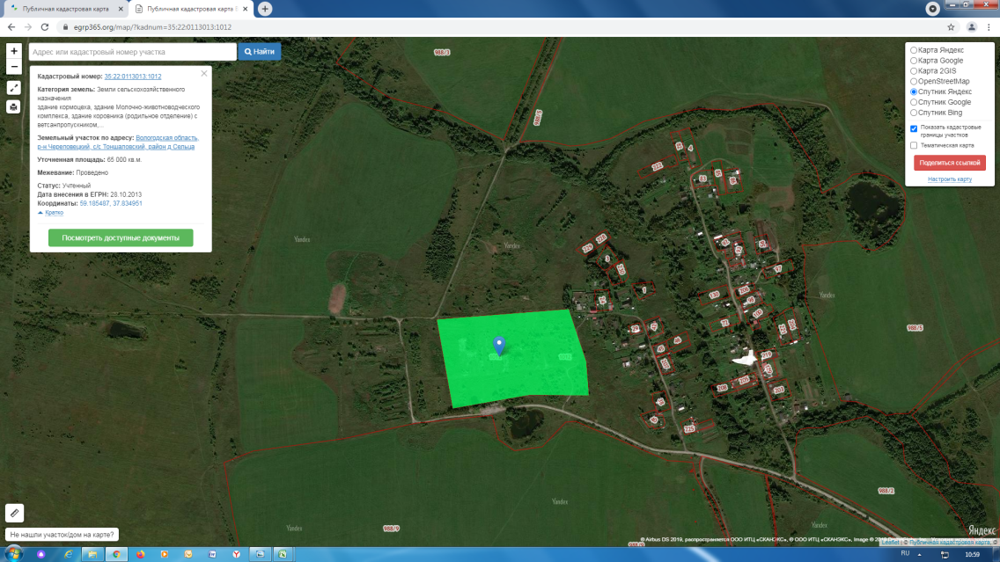 Публичная кадастровая карта
Публичная кадастровая карта
egrp365.org/map/?kadnum=35:22:0113013:1012
Адрес или кадастровый номер участка
Найти
Кадастровый номер: 35:22:0113013:1012
Категория земель: Земли сельскохозяйственного
назначения
здание кормоцеха, здание Молочно-животноводческого
комплекса, здание коровника (родильное отделение) с
ветсанпропускником,...
Земельный участок по адресу: Вологодская область,
р-н Череповецкий, с/с Тоншаловский, район д Сельца
Уточненная площадь: 65 000 кв.м.
Межевание: Проведено
Статус: Учтенный
Дата внесения в ЕГРН: 28.10.2013
Координаты: 59.185487, 37.834951
Кратко
Посмотреть доступные документы
Карта Яндекс
Карта Google
Карта 2GIS
OpenStreetMap
Спутник Яндекс
Спутник Google
Спутник Bing
Показать кадастровые
границы участков
Тематическая карта
Поделиться ссылкой
Настроить карту
988/3
988/5
988/2
988/9
Yandex
Yandex
Yandex
Yandex
Yandex
Yandex
Не нашли участок/дом на карте?
Яндекс
© Airbus DS 2019, распространяется ООО ИТЦ «СКАНЭКС», © ООО ИТЦ «СКАНЭКС», Image © 2019
Leaflet | © Публичная кадастровая карта, ©
RU
10:59